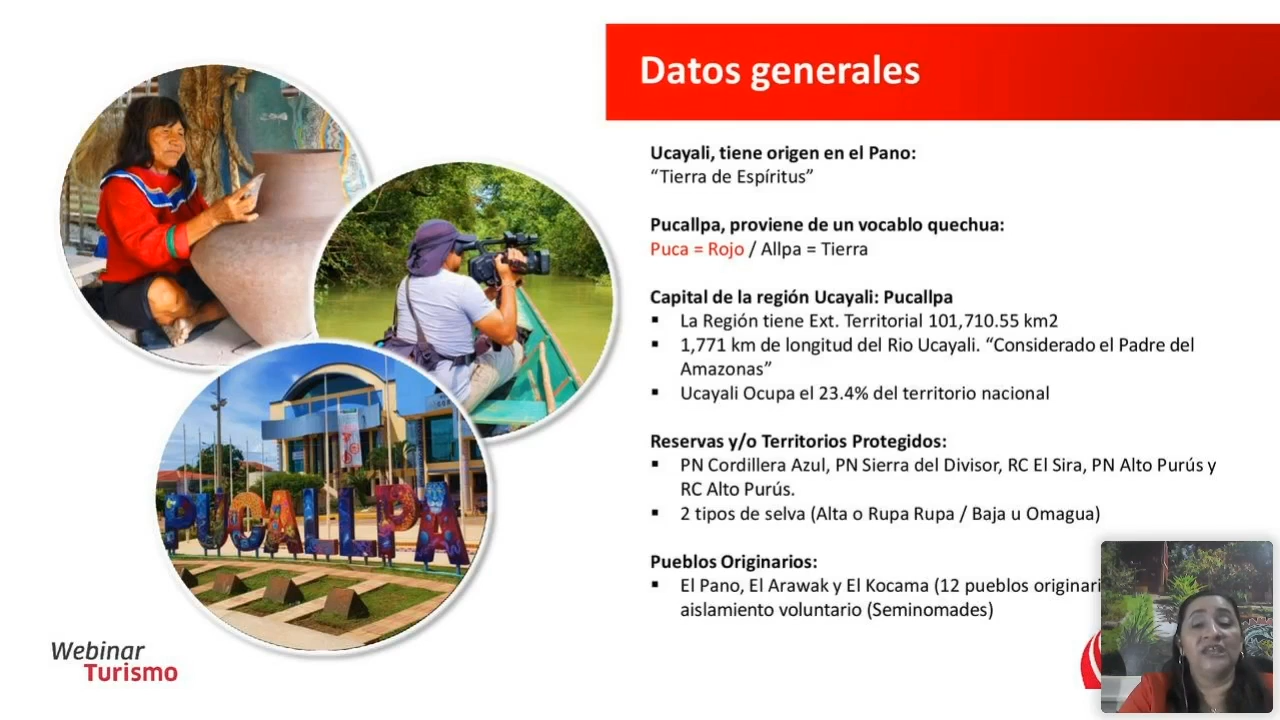 Datos generales
Ucayali, tiene origen en el Pano:
“Tierra de Espíritus”
Pucallpa, proviene de un vocablo quechua:
Puca = Rojo / Allpa = Tierra
Capital de la región Ucayali: Pucallpa
▪ La Región tiene Ext. Territorial 101,710.55 km2
▪ 1,771 km de longitud del Rio Ucayali. “Considerado el Padre del
Amazonas”
▪ Ucayali Ocupa el 23.4% del territorio nacional
Reservas y/o Territorios Protegidos:
▪ PN Cordillera Azul, PN Sierra del Divisor, RC El Sira, PN Alto Purús y
RC Alto Purús.
▪ 2 tipos de selva (Alta o Rupa Rupa / Baja u Omagua)
Pueblos Originarios:
▪ El Pano, El Arawak y El Kocama (12 pueblos originari
aislamiento voluntario (Seminomades)
PUCALLPA
Webinar
Turismo